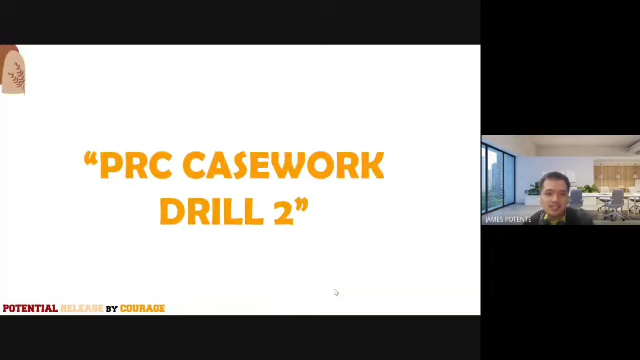 “PRC CASEWORK
DRILL 2”
JAMES POTENTE
POTENTIAL RELEASE BY COURAGE